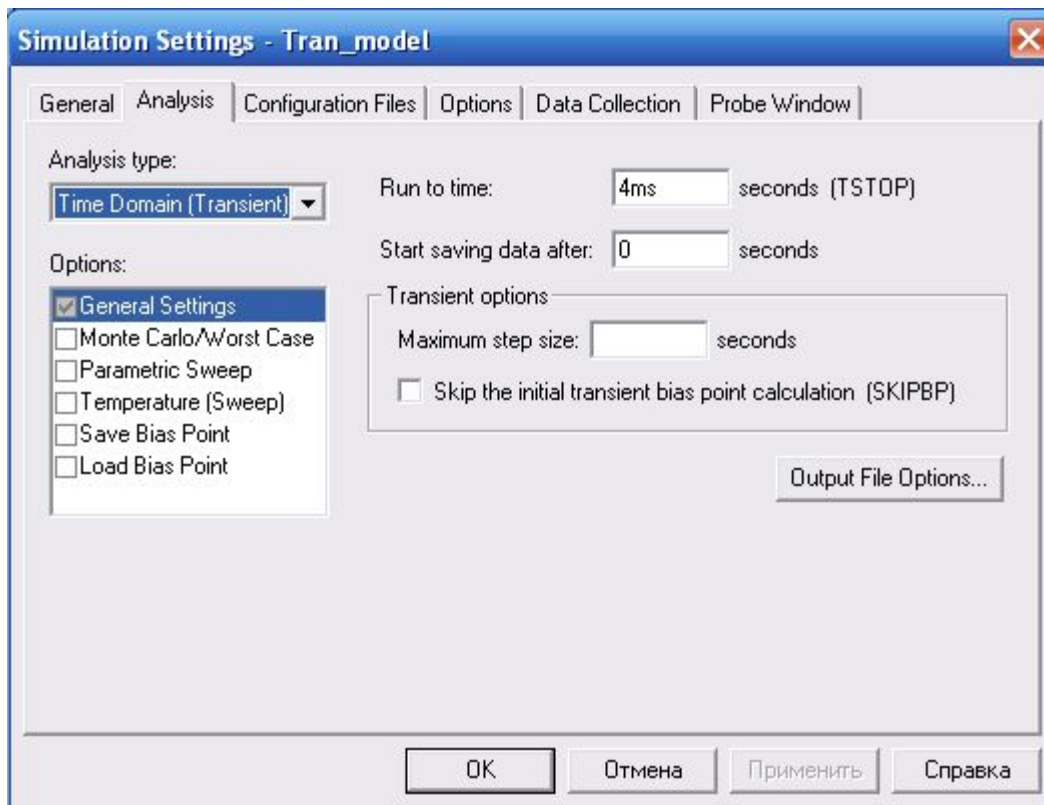 Simulation Settings - Tran_model
General Analysis Configuration Files Options Data Collection Probe Window
Analysis type:
Time Domain (Transient)
Options:
General Settings
Monte Carlo/Worst Case
Parametric Sweep
Temperature (Sweep)
Save Bias Point
Load Bias Point
Run to time: 4ms seconds (TSTOP)
Start saving data after: 0 seconds
Transient options
Maximum step size: seconds
Skip the initial transient bias point calculation (SKIPBP)
Output File Options...
OK Отмена Применить Справка